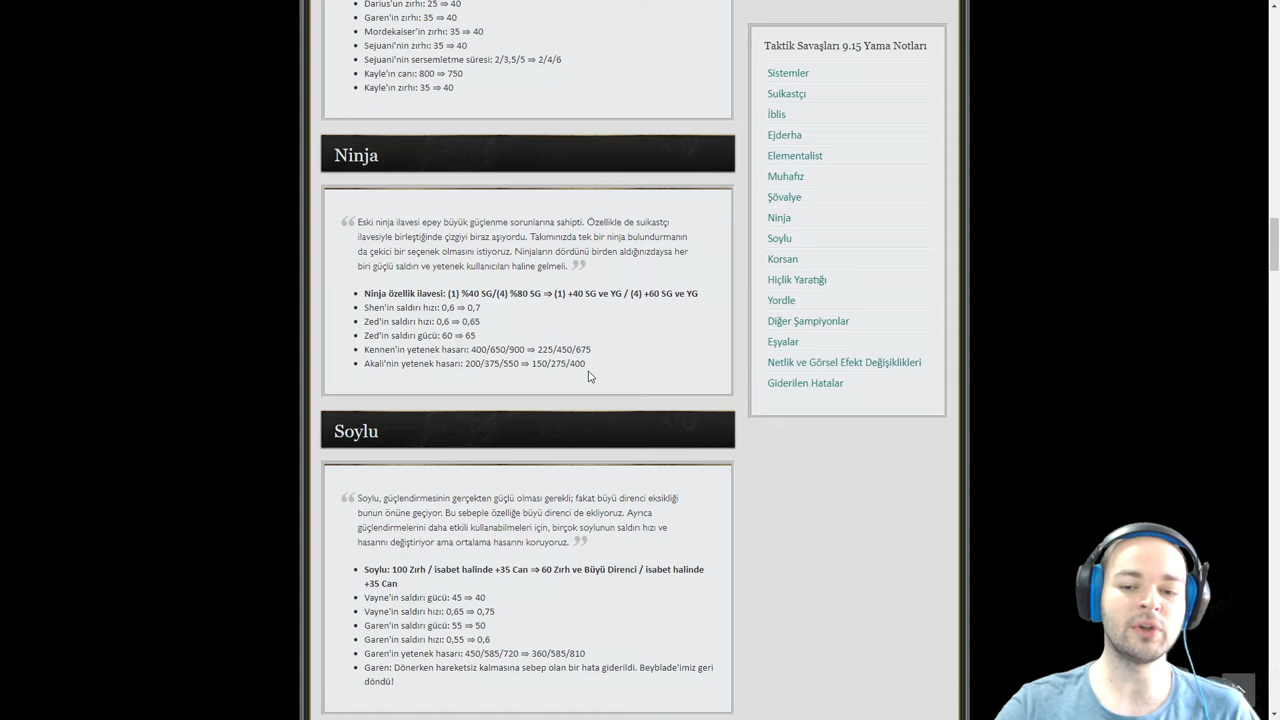 Darius'un zırhı: 25 ⇒ 40
Garen'in zırhı: 35 ⇒ 40
Mordekaiser'in zırhı: 35 ⇒ 40
Sejuani'nin zırhı: 35 ⇒ 40
Sejuani'nin sersemletme süresi: 2/3,5/5 ⇒ 2/4/6
Kayle'ın canı: 800 ⇒ 750
Kayle'ın zırhı: 35 ⇒ 40
Ninja
Eski ninja ilavesi epey büyük güçlenme sorunlarına sahipti. Özellikle de suikastçı
ilavesiyle birleştiğinde çizgiyi biraz aşıyordu. Takımınızda tek bir ninja bulundurmanın
da çekici bir seçenek olmasını istiyoruz. Ninjaların dördünü birden aldığınızdaysa her
biri güçlü saldırı ve yetenek kullanıcıları haline gelmeli.
Ninja özellik ilavesi: (1) %40 SG/(4) %80 SG ⇒ (1) +40 SG ve YG / (4) +60 SG ve YG
Shen'in saldırı hızı: 0,6 ⇒ 0,7
Zed'in saldırı hızı: 0,6 ⇒ 0,65
Zed'in saldırı gücü: 60 ⇒ 65
Kennen'in yetenek hasarı: 400/650/900 ⇒ 225/450/675
Akali'nin yetenek hasarı: 200/375/550 ⇒ 150/275/400
Soylu
Soylu, güçlendirmesinin gerçekten güçlü olması gerekli; fakat büyü direnci eksikliği
bunun önüne geçiyor. Bu sebeple özelliğe büyü direnci de ekliyoruz. Ayrıca
güçlendirmelerini daha etkili kullanabilmeleri için, birçok soylunun saldırı hızı ve
hasarını değiştiriyor ama ortalama hasarını koruyoruz.
Soylu: 100 Zırh / isabet halinde +35 Can ⇒ 60 Zırh ve Büyü Direnci / isabet halinde
+35 Can
Vayne'in saldırı gücü: 45 ⇒ 40
Vayne'in saldırı hızı: 0,65 ⇒ 0,75
Garen'in saldırı gücü: 55 ⇒ 50
Garen'in saldırı hızı: 0,55 ⇒ 0,6
Garen'in yetenek hasarı: 450/585/720 ⇒ 360/585/810
Garen: Dönerken hareketsiz kalmasına sebep olan bir hata giderildi. Beyblade'imiz geri
döndü!
Taktik Savaşları 9.15 Yama Notları
Sistemler
Suikastçı
İblis
Ejderha
Elementalist
Muhafız
Şövalye
Ninja
Soylu
Korsan
Hiçlik Yaratığı
Yordle
Diğer Şampiyonlar
Eşyalar
Netlik ve Görsel Efekt Değişiklikleri
Giderilen Hatalar